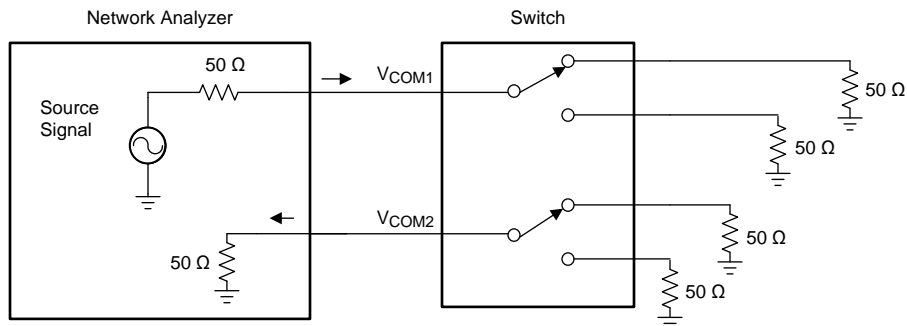 Network Analyzer
Switch
50 Ω
VCOM1
Source
Signal
50 Ω
50 Ω
VCOM2
50 Ω
50 Ω
50 Ω